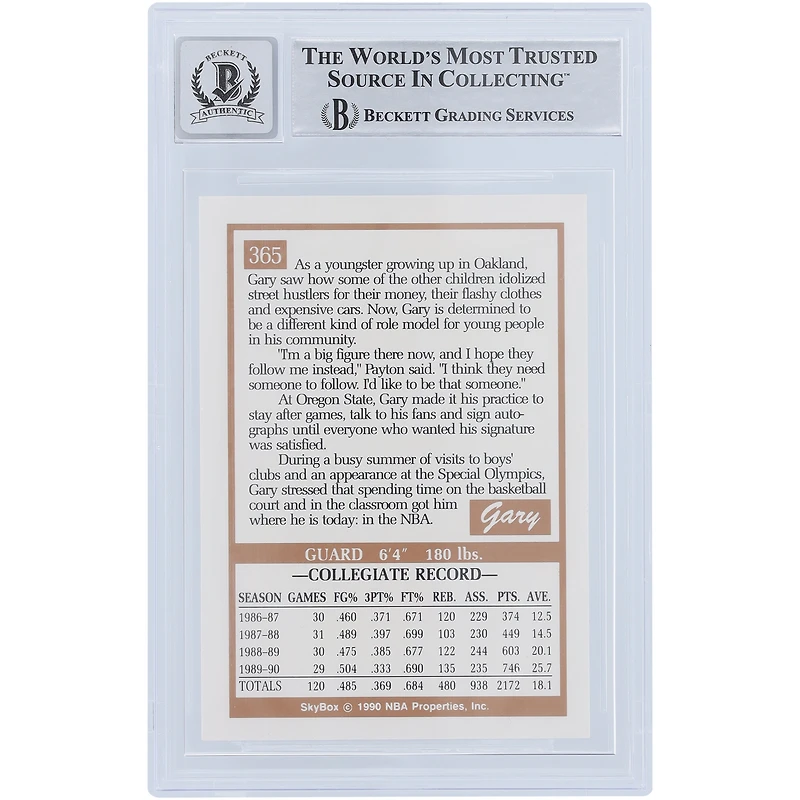 BECKETT
B
AUTHENTIC
THE WORLD'S MOST TRUSTED
SOURCE IN COLLECTING™
B BECKETT GRADING SERVICES
365
As a youngster growing up in Oakland,
Gary saw how some of the other children idolized
street hustlers for their money, their flashy clothes
and expensive cars. Now, Gary is determined to
be a different kind of role model for young people
in his community.
"I'm a big figure there now, and I hope they
follow me instead," Payton said. "I think they need
someone to follow. I'd like to be that someone."
At Oregon State, Gary made it his practice to
stay after games, talk to his fans and sign auto-
graphs until everyone who wanted his signature
was satisfied.
During a busy summer of visits to boys'
clubs and an appearance at the Special Olympics,
Gary stressed that spending time on the basketball
court and in the classroom got him
where he is today: in the NBA.
Gary
GUARD 6'4" 180 lbs.
—COLLEGIATE RECORD—
SEASON GAMES FG% 3PT% FT% REB. ASS. PTS. AVE.
1986–87 30 .460 .371 .671 120 229 374 12.5
1987–88 31 .489 .397 .699 103 230 449 14.5
1988–89 30 .475 .385 .677 122 244 603 20.1
1989–90 29 .504 .333 .690 135 235 746 25.7
TOTALS 120 .485 .369 .684 480 938 2172 18.1
SkyBox © 1990 NBA Properties, Inc.